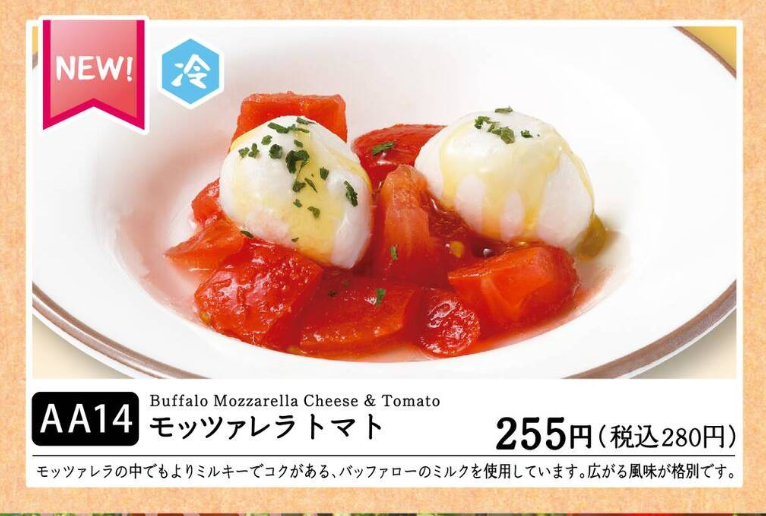 NEW!
冷
AA14
Buffalo Mozzarella Cheese & Tomato
モッツァレラトマト
255円(税込280円)
モッツァレラの中でもよりミルキーでコクがある、バッファローのミルクを使用しています。広がる風味が格別です。